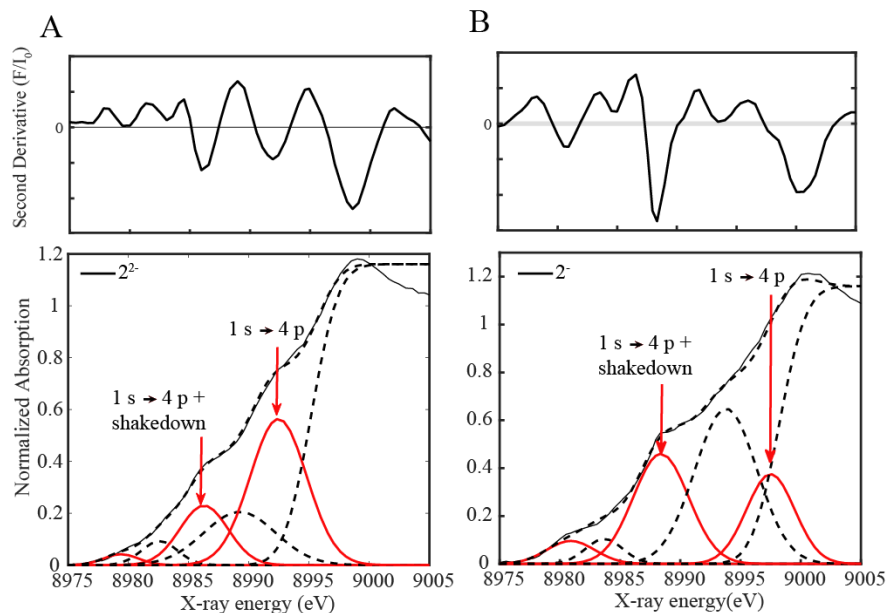 A
B
Second Derivative (F/I0)
0
0
Normalized Absorption
1.2
1
0.8
0.6
0.4
0.2
0
2²-
1 s → 4 p
1 s → 4 p +
shakedown
8975 8980 8985 8990 8995 9000 9005
X-ray energy (eV)
1.2
1
0.8
0.6
0.4
0.2
0
2-
1 s → 4 p
1 s → 4 p +
shakedown
8975 8980 8985 8990 8995 9000 9005
X-ray energy(eV)